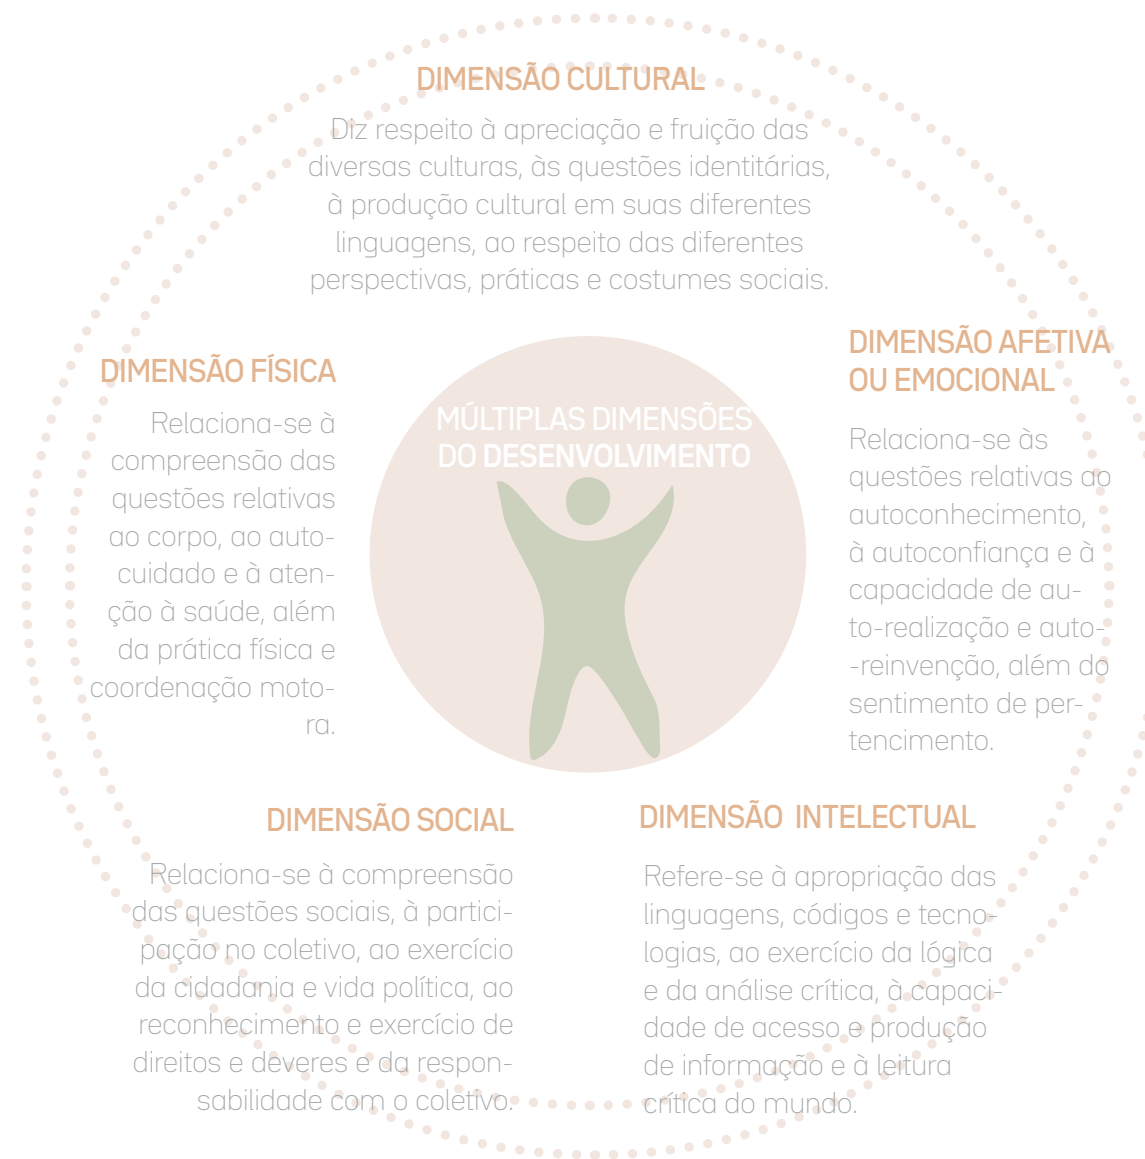 DIMENSÃO CULTURAL
Diz respeito à apreciação e fruição das
diversas culturas, às questões identitárias,
à produção cultural em suas diferentes
linguagens, ao respeito das diferentes
perspectivas, práticas e costumes sociais.
DIMENSÃO FÍSICA
Relaciona-se à
compreensão das
questões relativas
ao corpo, ao auto-
cuidado e à aten-
ção à saúde, além
da prática física e
coordenação moto-
ra.
MÚLTIPLAS DIMENSÕES
DO DESENVOLVIMENTO
DIMENSÃO AFETIVA
OU EMOCIONAL
Relaciona-se às
questões relativas ao
autoconhecimento,
à autoconfiança e à
capacidade de au-
to-realização e auto-
-reinvenção, além do
sentimento de per-
tencimento.
DIMENSÃO SOCIAL
Relaciona-se à compreensão
das questões sociais, à partici-
pação no coletivo, ao exercício
da cidadania e vida política, ao
reconhecimento e exercício de
direitos e deveres e da respon-
sabilidade com o coletivo.
DIMENSÃO  INTELECTUAL
Refere-se à apropriação das
linguagens, códigos e tecno-
logias, ao exercício da lógica
e da análise crítica, à capaci-
dade de acesso e produção
de informação e à leitura
crítica do mundo.